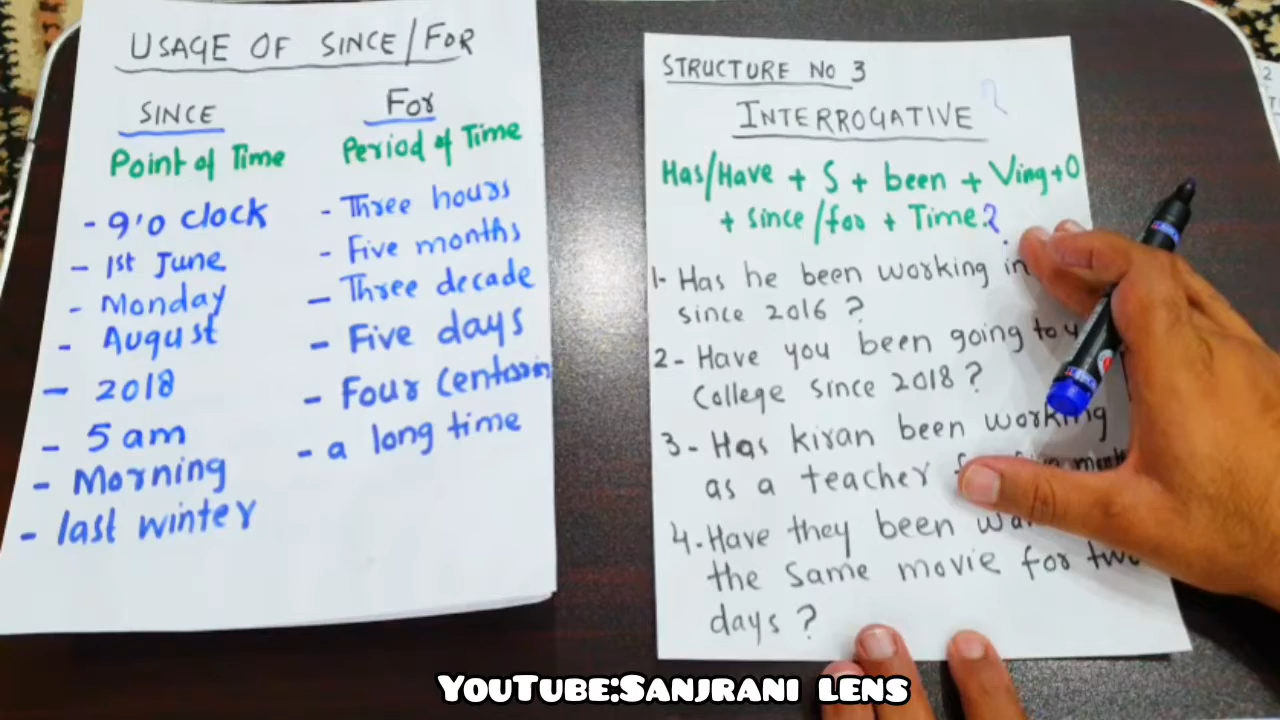 USAGE OF SINCE/FOR
SINCE
Point of Time
- 9'o clock
- 1st June
- Monday
- August
- 2018
- 5 am
- Morning
- last winter
For
Period of Time
- Three hours
- Five months
- Three decade
- Five days
- Four
- a long time
STRUCTURE NO 3
INTERROGATIVE
Has/Have + S + been + Ving + O
+ since/for + Time?
1- Has he been working in
since 2016 ?
2- Have you been going to
College since 2018 ?
3- Has kiran been working
as a teacher
4. Have they been
the same movie for two
days ?
YouTube:Sanjrani lens